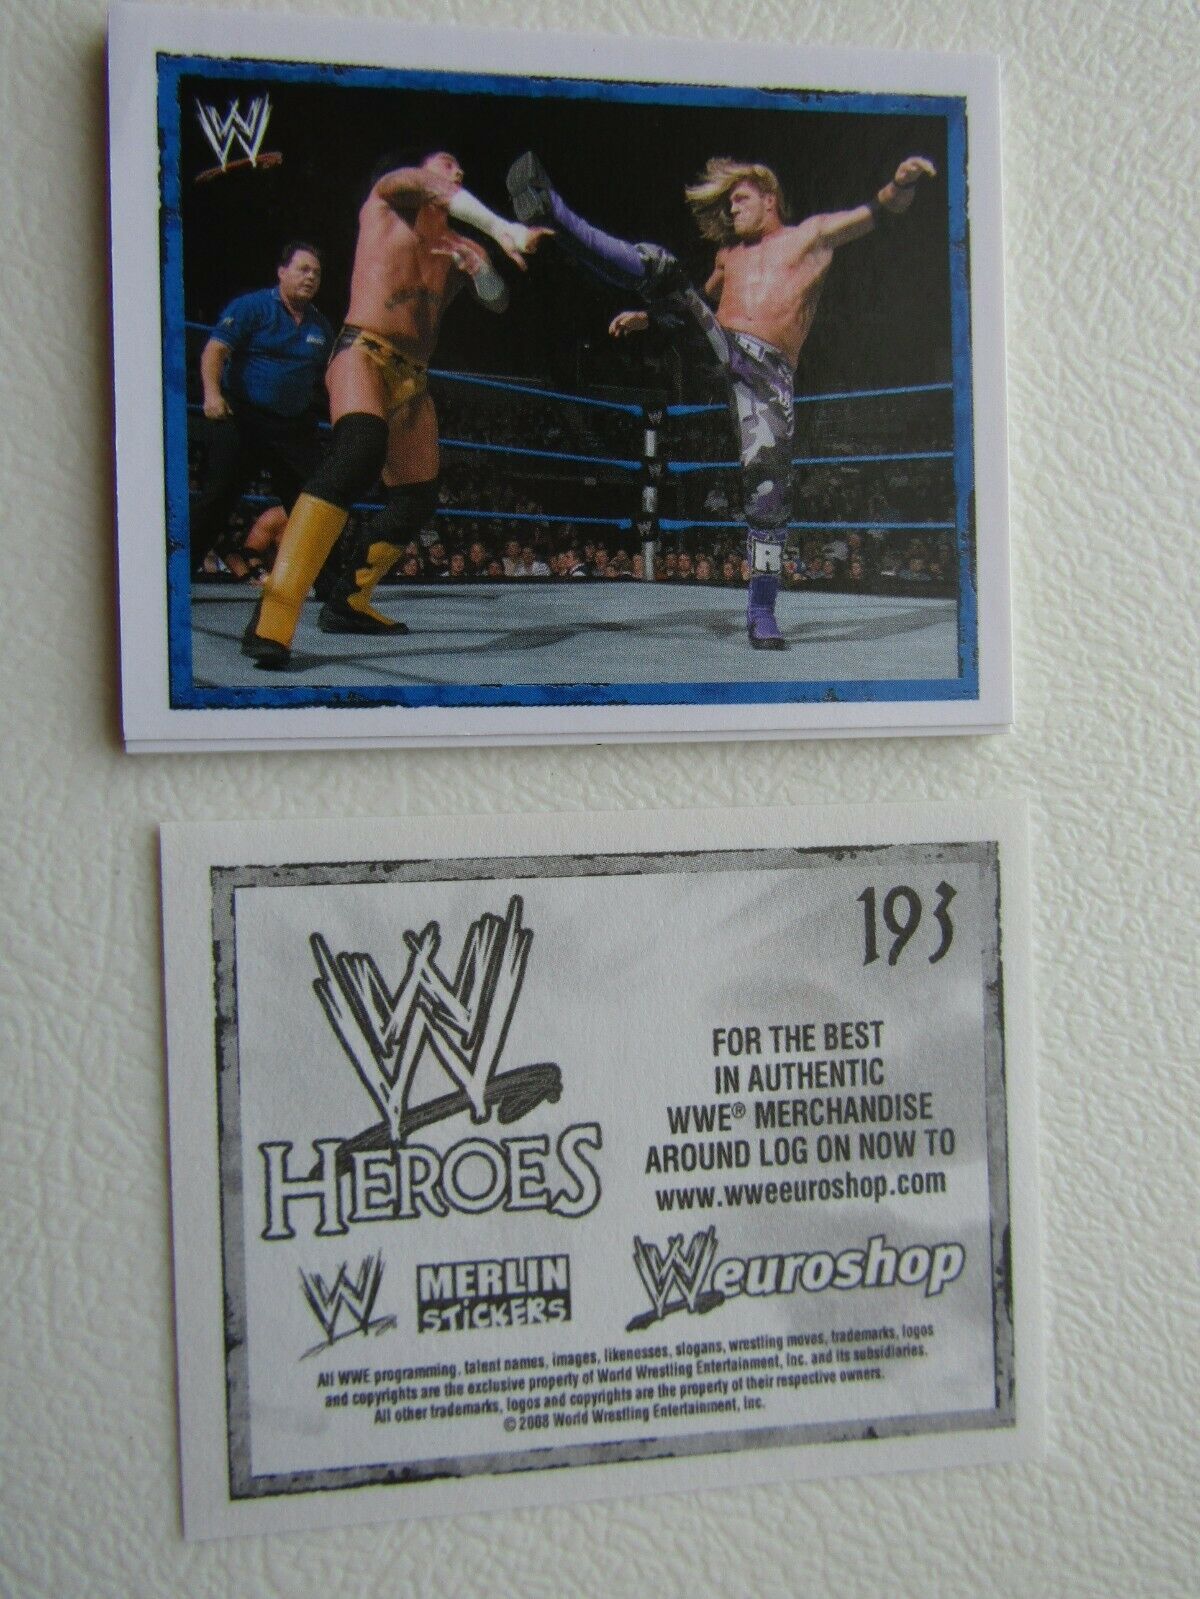 W
R
193
W
HEROES
FOR THE BEST
IN AUTHENTIC
WWE® MERCHANDISE
AROUND LOG ON NOW TO
www.wweeuroshop.com
W
MERLIN
STICKERS
W euroshop
All WWE programming, talent names, images, likenesses, slogans, wrestling moves, trademarks, logos
and copyrights are the exclusive property of World Wrestling Entertainment, Inc. and its subsidiaries.
All other trademarks, logos and copyrights are the property of their respective owners.
© 2008 World Wrestling Entertainment, Inc.